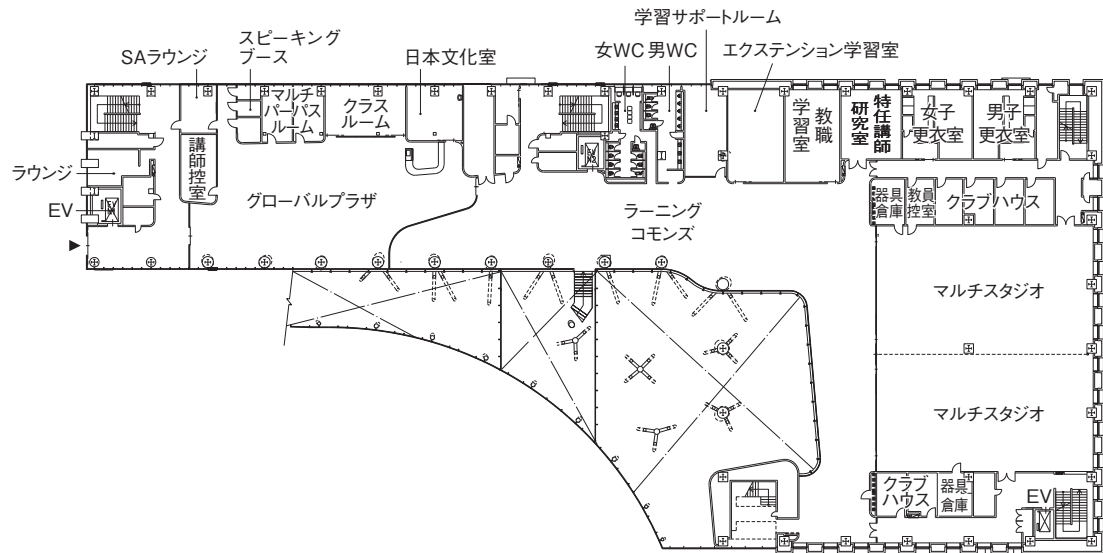 学習サポートルーム
スピーキング
ブース
SAラウンジ
日本文化室
女WC 男WC
エクステンション学習室
マルチ
パーパス
ルーム
クラス
ルーム
教職
学習室
特任講師
研究室
女子
更衣室
男子
更衣室
ラウンジ
講師控室
EV
グローバルプラザ
ラーニング
コモンズ
器具
倉庫
教員
控室
クラブハウス
マルチスタジオ
マルチスタジオ
クラブ
ハウス
器具
倉庫
EV